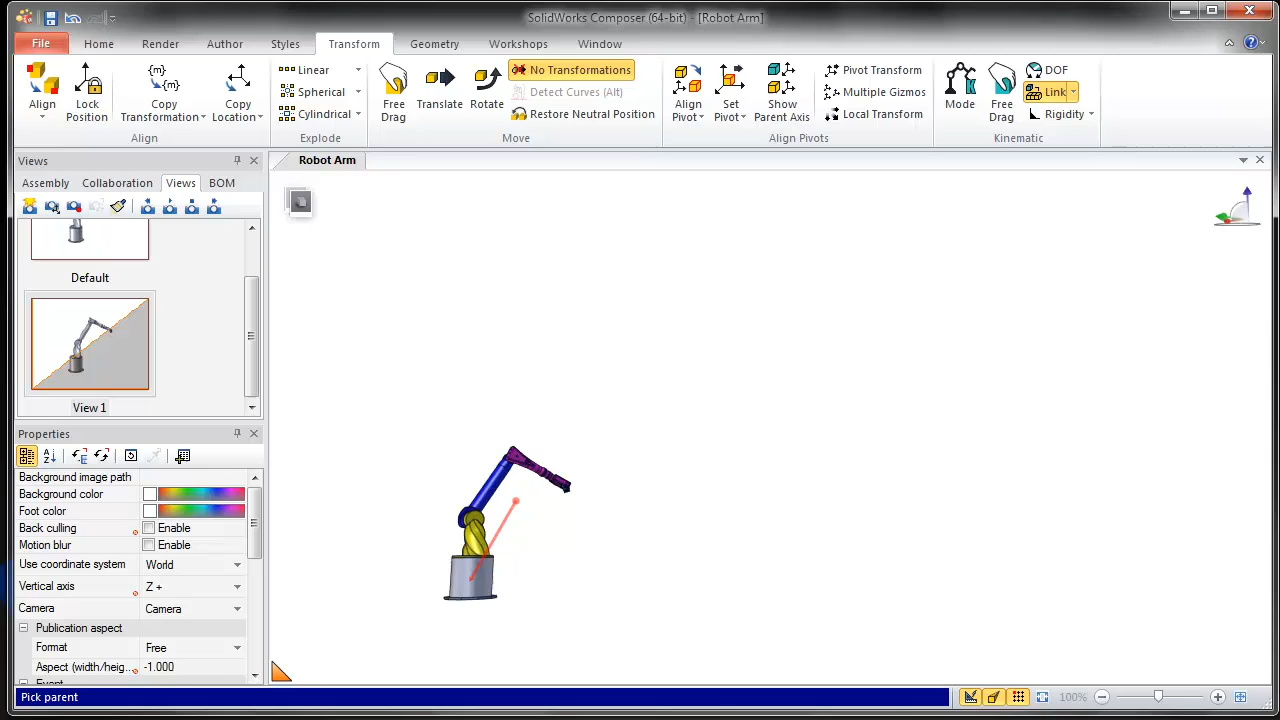 SolidWorks Composer (64-bit) - [Robot Arm]
File Home Render Author Styles Transform Geometry Workshops Window
Align
Lock Position
Copy Transformation
Copy Location
Align
Linear
Spherical
Cylindrical
Explode
Free Drag
Translate
Rotate
No Transformations
Detect Curves (Alt)
Restore Neutral Position
Move
Align Pivot
Set Pivot
Show Parent Axis
Pivot Transform
Multiple Gizmos
Local Transform
Align Pivots
Mode
Free Drag
DOF
Link
Rigidity
Kinematic
Views
Robot Arm
Assembly Collaboration Views BOM
Default
View 1
Properties
Background image path
Background color
Foot color
Back culling Enable
Motion blur Enable
Use coordinate system World
Vertical axis Z +
Camera Camera
Publication aspect
Format Free
Aspect (width/heig... -1.000
Event
Pick parent
100%